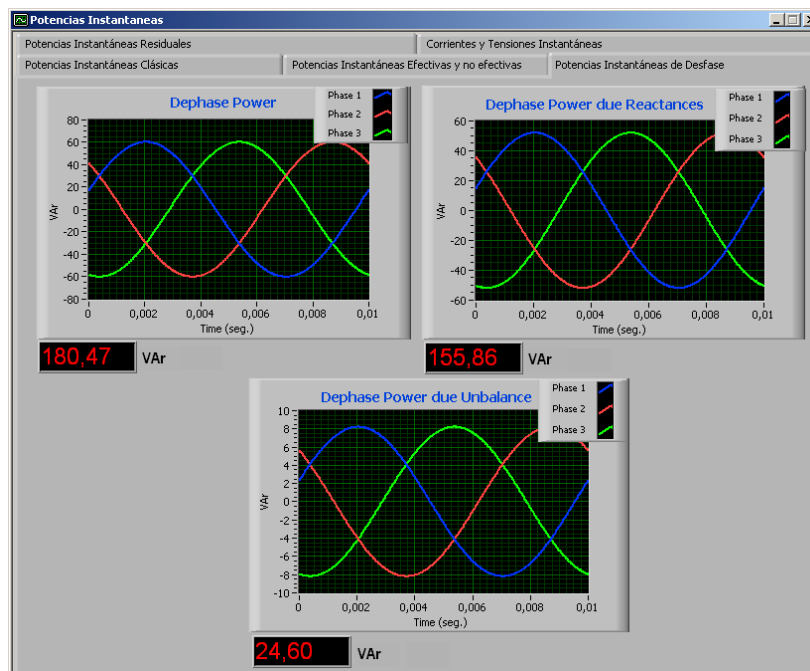 Potencias Instantaneas
Potencias Instantáneas Residuales
Corrientes y Tensiones Instantáneas
Potencias Instantáneas Clásicas
Potencias Instantáneas Efectivas y no efectivas
Potencias Instantáneas de Desfase
Dephase Power
Phase 1
Phase 2
Phase 3
80
60
40
20
0
-20
-40
-60
-80
VAr
0
0,002
0,004
0,006
0,008
0,01
Time (seg.)
180,47 VAr
Dephase Power due Reactances
Phase 1
Phase 2
Phase 3
60
40
20
0
-20
-40
-60
VAr
0
0,002
0,004
0,006
0,008
0,01
Time (seg.)
155,86 VAr
Dephase Power due Unbalance
Phase 1
Phase 2
Phase 3
10
8
6
4
2
0
-2
-4
-6
-8
-10
VAr
0
0,002
0,004
0,006
0,008
0,01
Time (seg.)
24,60 VAr